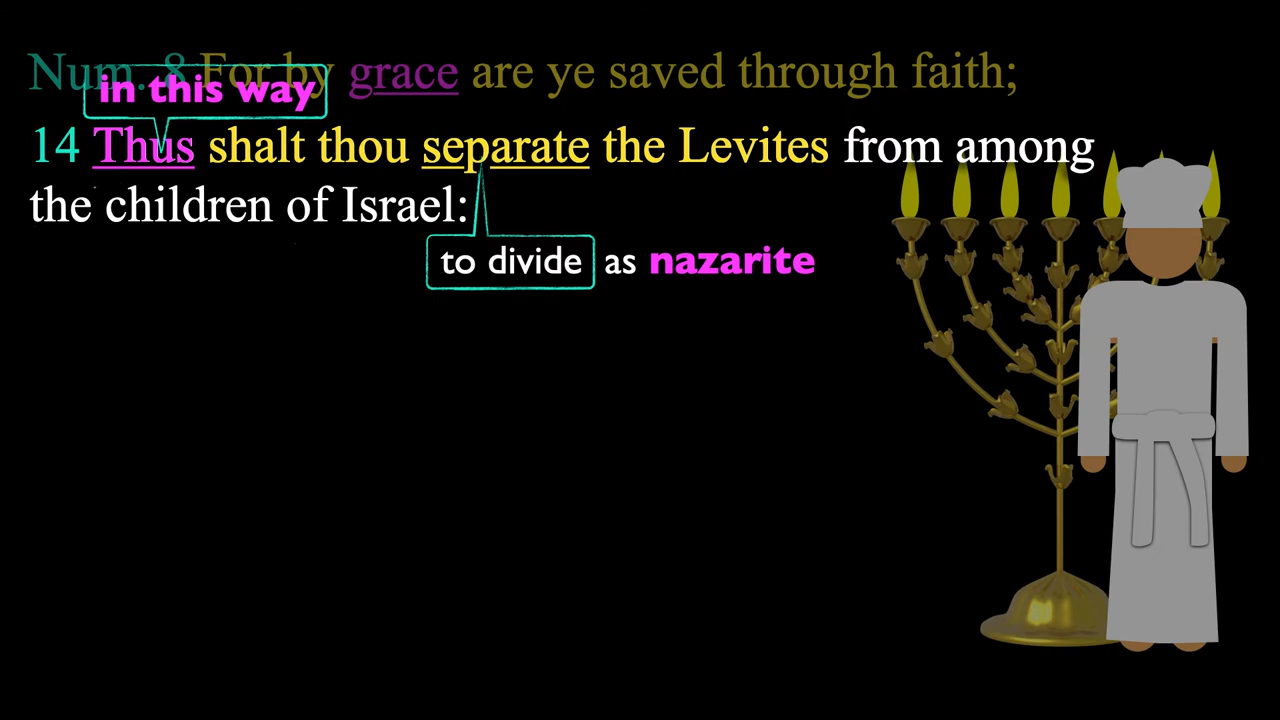 Num. 8 For by grace are ye saved through faith;
in this way
14 Thus shalt thou separate the Levites from among
the children of Israel:
to divide as nazarite